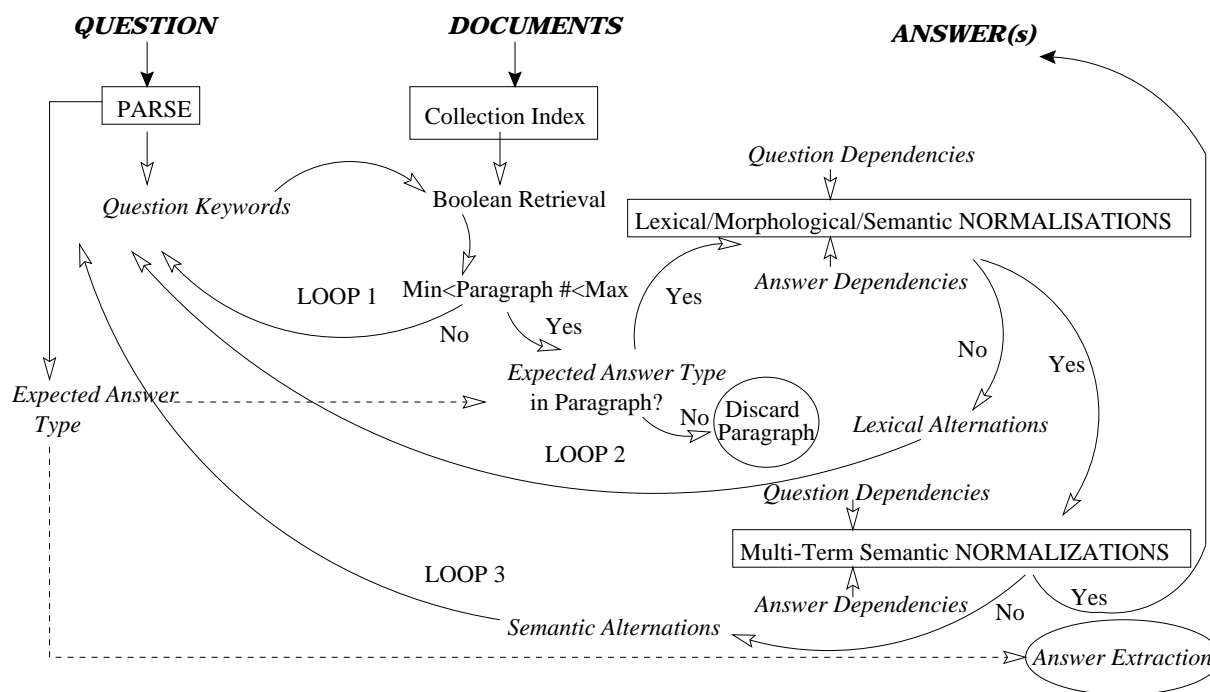 QUESTION
DOCUMENTS
ANSWER(s)
PARSE
Collection Index
Question Dependencies
Question Keywords
Boolean Retrieval
Lexical/Morphological/Semantic NORMALISATIONS
Answer Dependencies
LOOP 1
Min<Paragraph #<Max
Yes
No
Yes
No
Yes
Expected Answer Type
in Paragraph?
Expected Answer
Type
No
Discard
Paragraph
Lexical Alternations
LOOP 2
Question Dependencies
Multi-Term Semantic NORMALIZATIONS
LOOP 3
Answer Dependencies
No
Yes
Semantic Alternations
Answer Extraction